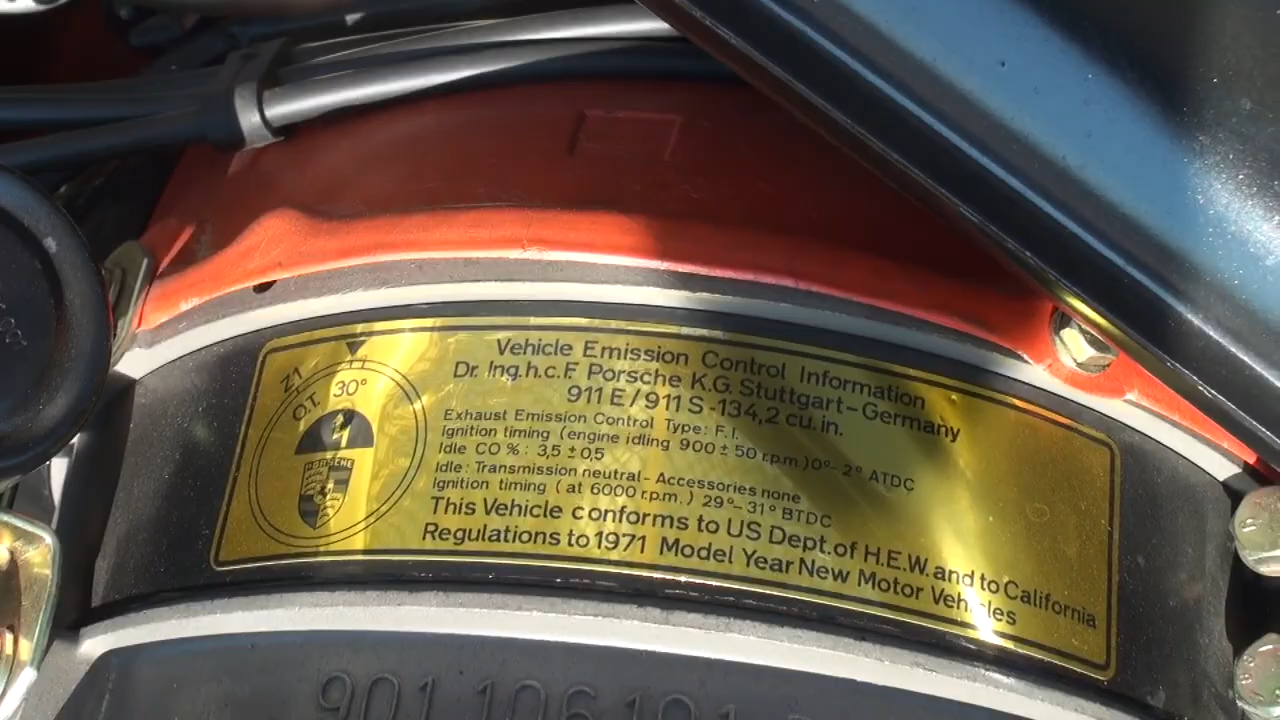 Vehicle Emission Control Information
Dr. Ing.h.c.F. Porsche K.G. Stuttgart-Germany
911 E/911 S-134,2 cu. in.
Exhaust Emission Control Type: F.I.
Ignition timing (engine idling 900±50 r.p.m.)0°-2° ATDC
Idle CO%: 3,5±0,5
Idle: Transmission neutral-Accessories none
Ignition timing (at 6000 r.p.m.) 29°-31° BTDC
This Vehicle conforms to US Dept.of H.E.W. and to California
Regulations to 1971 Model Year New Motor Vehicles
Z1
O.T. 30°
PORSCHE
901 106 191